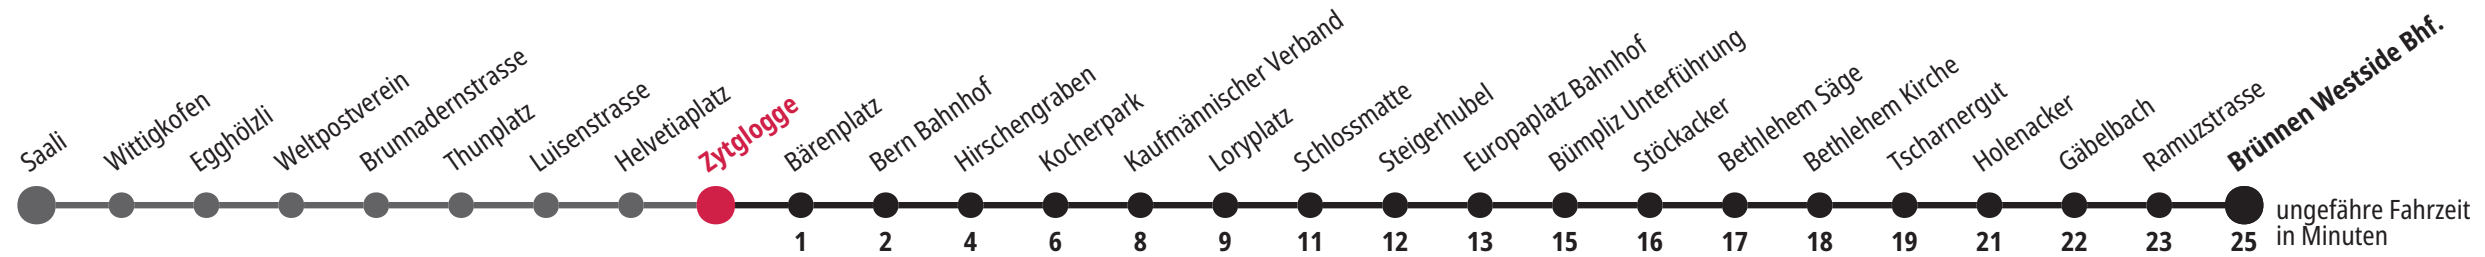 Saali
Wittigkofen
Egghölzli
Weltpostverein
Brunnadernstrasse
Thunplatz
Luisenstrasse
Helvetiaplatz
Zytglogge
Bärenplatz
Bern Bahnhof
Hirschengraben
Kocherpark
Kaufmännischer Verband
Loryplatz
Schlossmatte
Steigerhubel
Europaplatz Bahnhof
Bümpliz Unterführung
Stöckacker
Bethlehem Säge
Bethlehem Kirche
Tscharnergut
Holenacker
Gäbelbach
Ramuzstrasse
Brünnen Westside Bhf.
1 2 4 6 8 9 11 12 13 15 16 17 18 19 21 22 23 25
ungefähre Fahrzeit
in Minuten